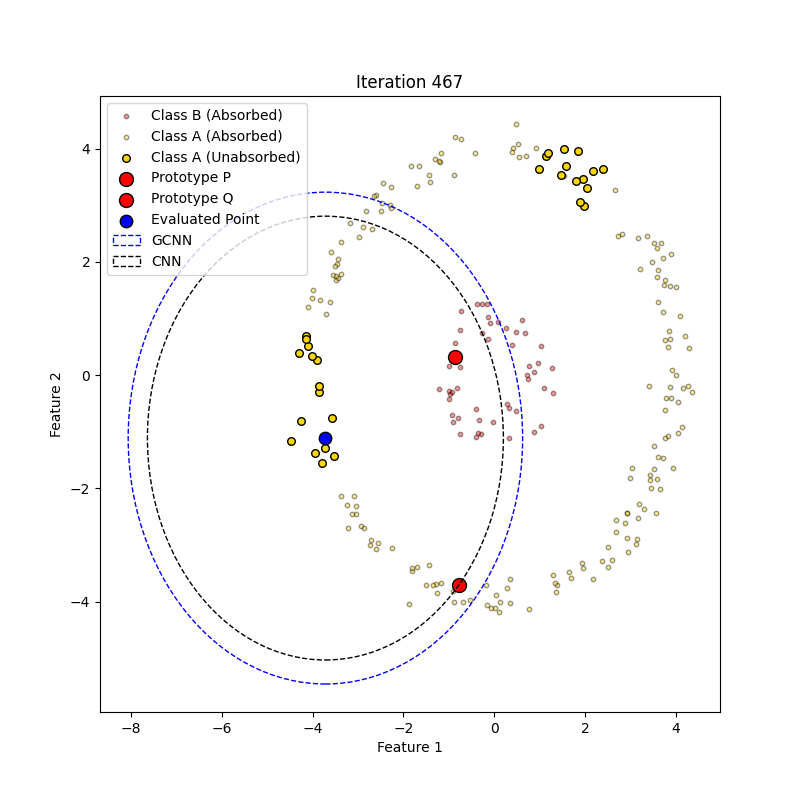 Iteration 467
Class B (Absorbed)
Class A (Absorbed)
Class A (Unabsorbed)
Prototype P
Prototype Q
Evaluated Point
GCNN
CNN
4
2
0
−2
−4
Feature 2
−8 −6 −4 −2 0 2 4
Feature 1